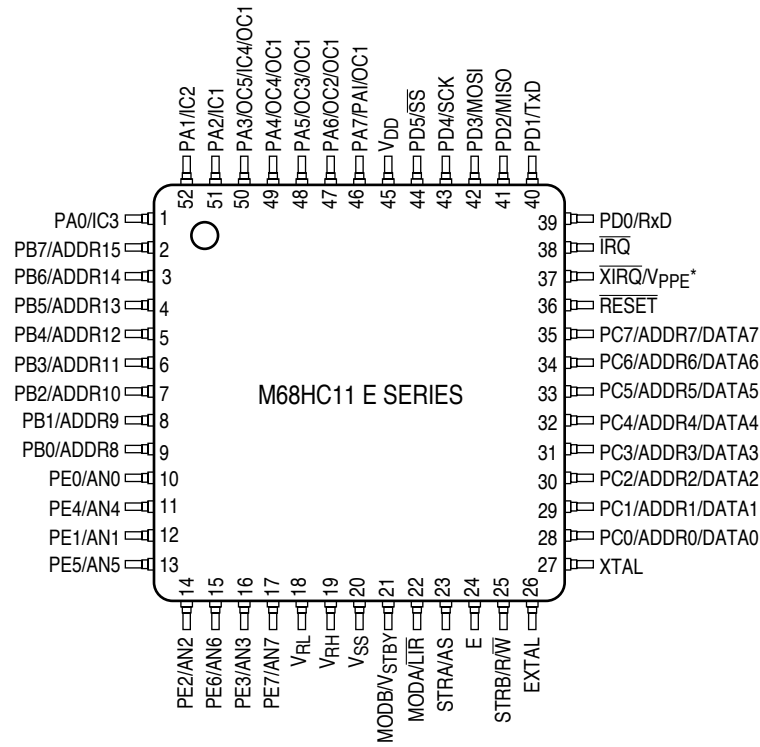 PA1/IC2
PA2/IC1
PA3/OC5/IC4/OC1
PA4/OC4/OC1
PA5/OC3/OC1
PA6/OC2/OC1
PA7/PAI/OC1
VDD
PD5/S̅S̅
PD4/SCK
PD3/MOSI
PD2/MISO
PD1/TxD
52
51
50
49
48
47
46
45
44
43
42
41
40
PA0/IC3 1
PB7/ADDR15 2
PB6/ADDR14 3
PB5/ADDR13 4
PB4/ADDR12 5
PB3/ADDR11 6
PB2/ADDR10 7
PB1/ADDR9 8
PB0/ADDR8 9
PE0/AN0 10
PE4/AN4 11
PE1/AN1 12
PE5/AN5 13
M68HC11 E SERIES
39 PD0/RxD
38 I̅R̅Q̅
37 X̅I̅R̅Q̅/VPPE*
36 R̅E̅S̅E̅T̅
35 PC7/ADDR7/DATA7
34 PC6/ADDR6/DATA6
33 PC5/ADDR5/DATA5
32 PC4/ADDR4/DATA4
31 PC3/ADDR3/DATA3
30 PC2/ADDR2/DATA2
29 PC1/ADDR1/DATA1
28 PC0/ADDR0/DATA0
27 XTAL
14
15
16
17
18
19
20
21
22
23
24
25
26
PE2/AN2
PE6/AN6
PE3/AN3
PE7/AN7
VRL
VRH
VSS
MODB/VSTBY
MODA/L̅I̅R̅
STRA/AS
E
STRB/R/W̅
EXTAL